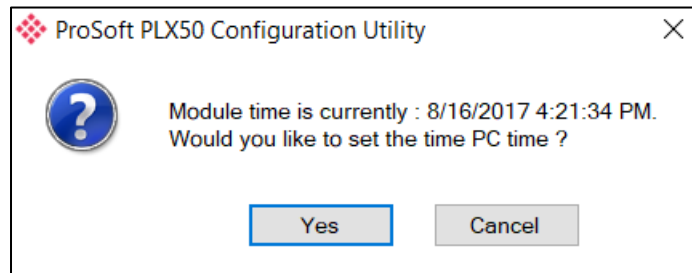 ProSoft PLX50 Configuration Utility
Module time is currently : 8/16/2017 4:21:34 PM.
Would you like to set the time PC time ?
Yes Cancel